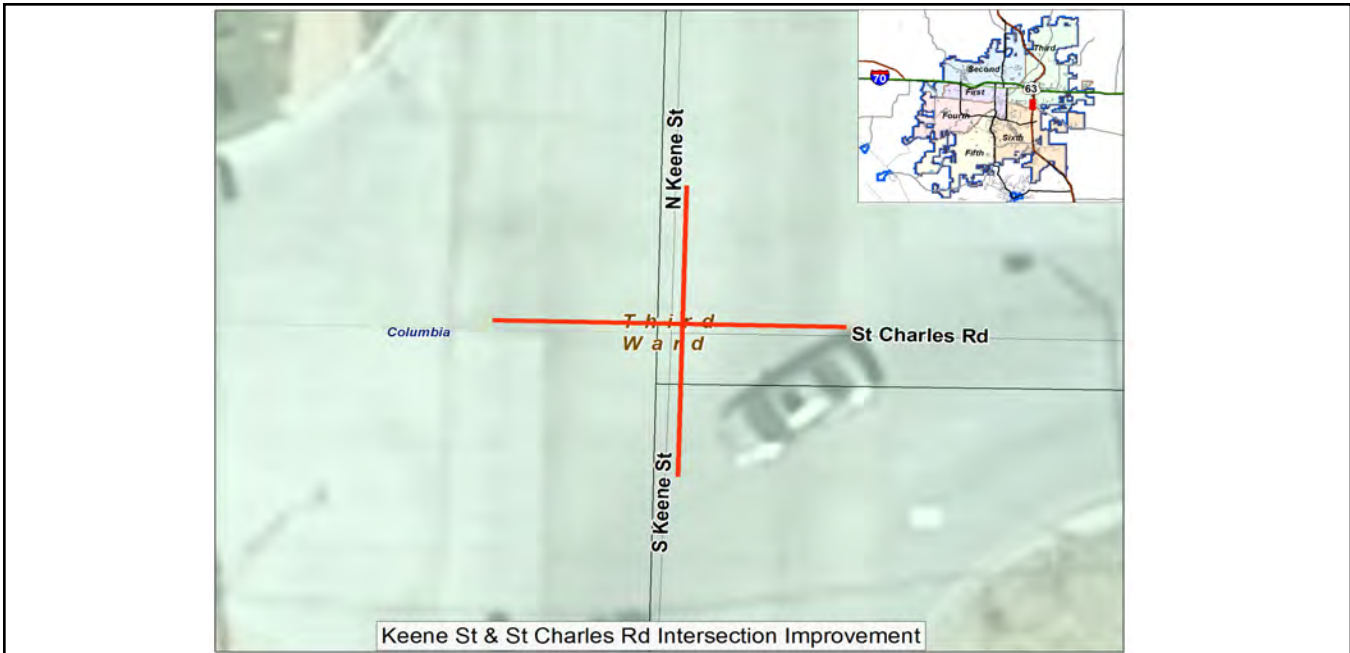 Third
Second
70
63
First
Fourth
Sixth
Fifth
N Keene St
Third
Ward
Columbia
St Charles Rd
S Keene St
Keene St & St Charles Rd Intersection Improvement